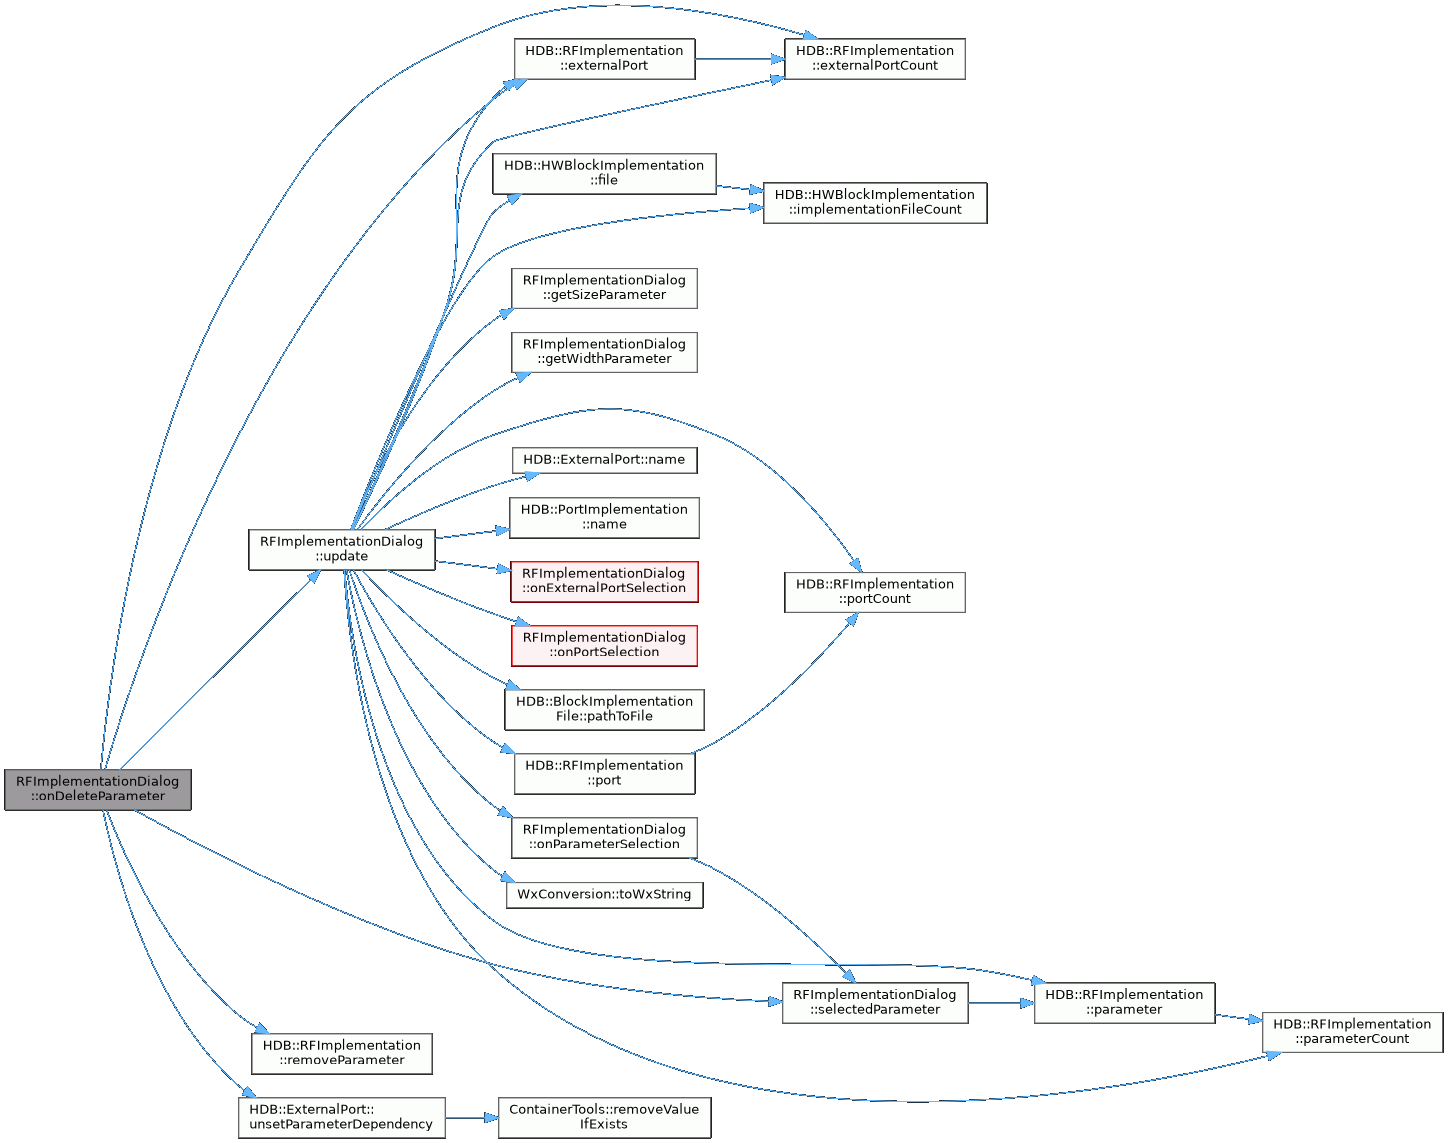 HDB::RFImplementation
::externalPort
HDB::RFImplementation
::externalPortCount
HDB::HWBlockImplementation
::file
HDB::HWBlockImplementation
::implementationFileCount
RFImplementationDialog
::getSizeParameter
RFImplementationDialog
::getWidthParameter
HDB::ExternalPort::name
HDB::PortImplementation
::name
RFImplementationDialog
::update
RFImplementationDialog
::onExternalPortSelection
HDB::RFImplementation
::portCount
RFImplementationDialog
::onPortSelection
HDB::BlockImplementation
File::pathToFile
HDB::RFImplementation
::port
RFImplementationDialog
::onDeleteParameter
RFImplementationDialog
::onParameterSelection
WxConversion::toWxString
RFImplementationDialog
::selectedParameter
HDB::RFImplementation
::parameter
HDB::RFImplementation
::parameterCount
HDB::RFImplementation
::removeParameter
HDB::ExternalPort::
unsetParameterDependency
ContainerTools::removeValue
IfExists